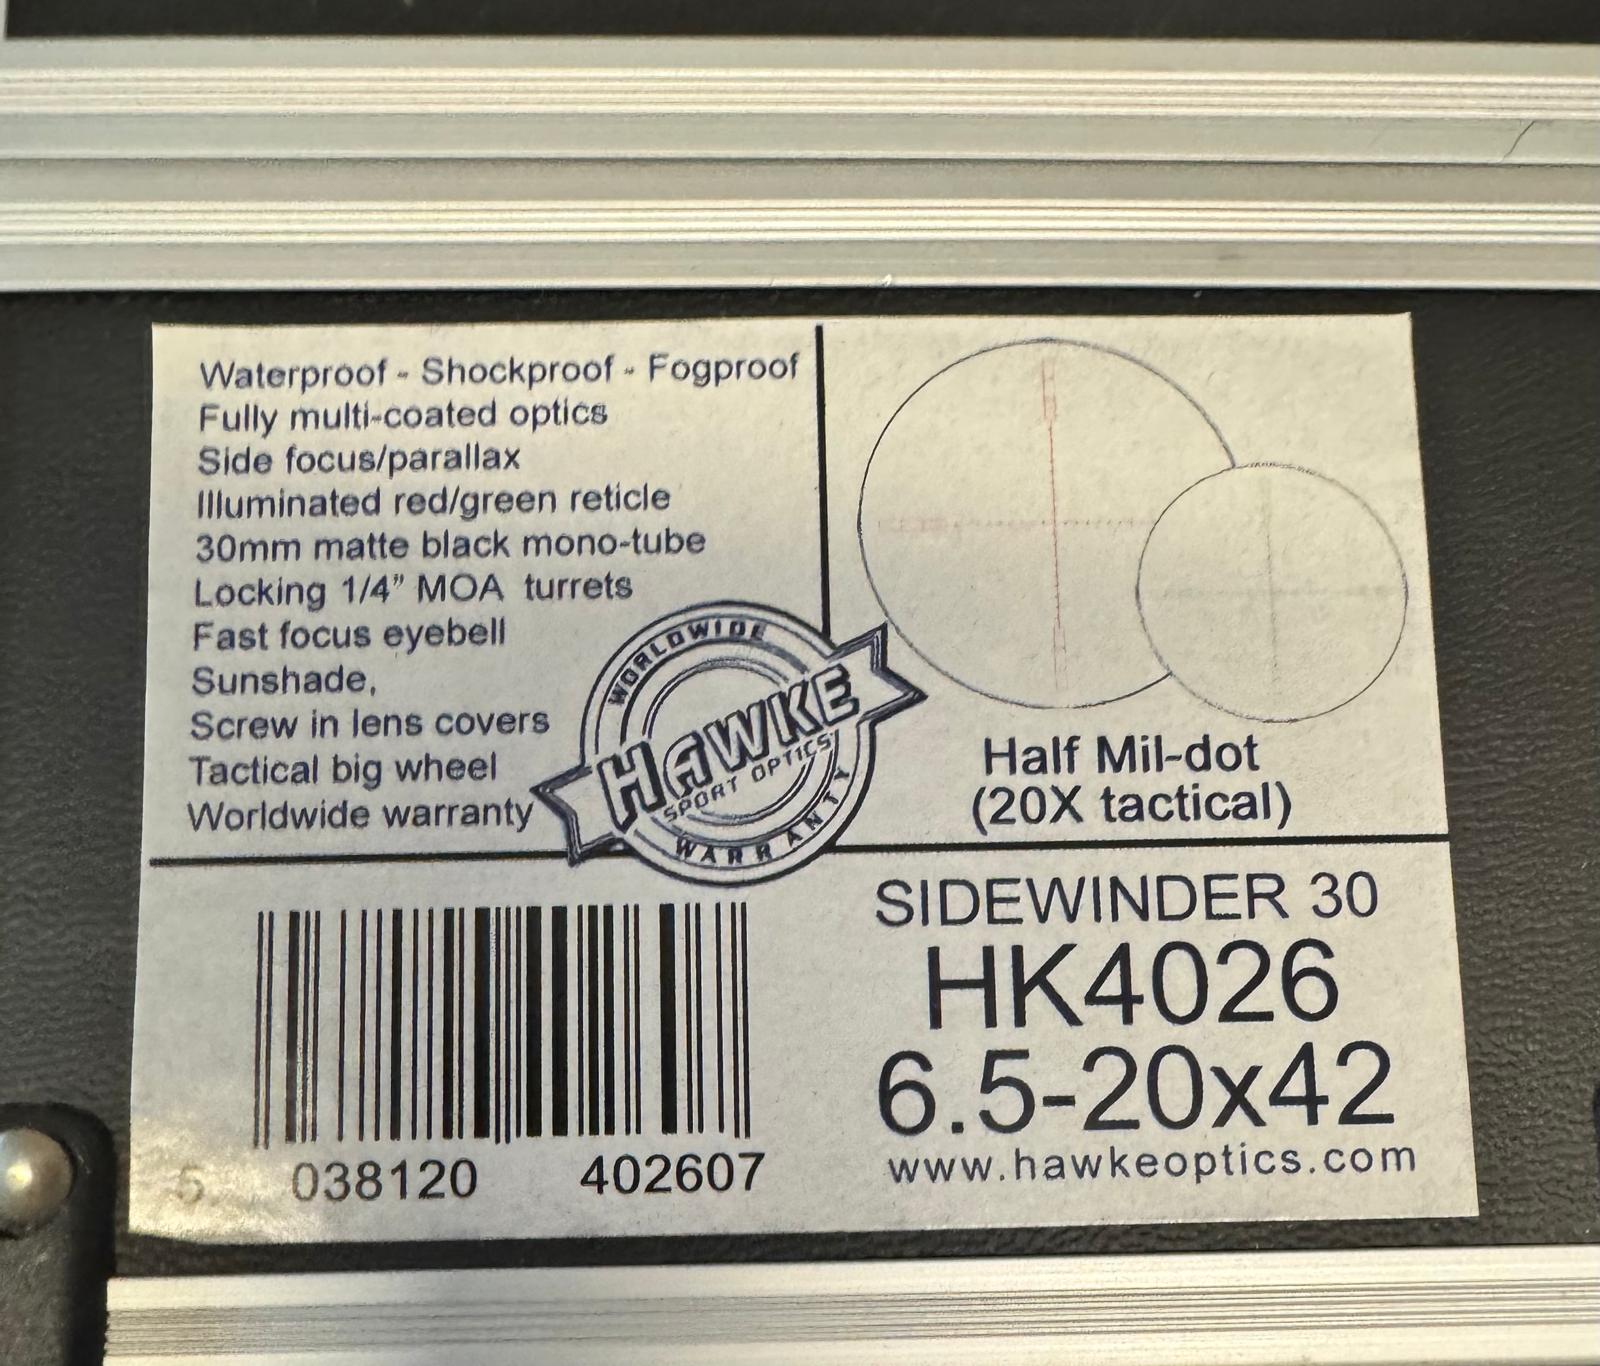 Waterproof - Shockproof - Fogproof
Fully multi-coated optics
Side focus/parallax
Illuminated red/green reticle
30mm matte black mono-tube
Locking 1/4” MOA turrets
Fast focus eyebell
Sunshade,
Screw in lens covers
Tactical big wheel
Worldwide warranty
WORLDWIDE
HAWKE
SPORT OPTICS
WARRANTY
Half Mil-dot
(20X tactical)
SIDEWINDER 30
HK4026
6.5-20x42
www.hawkeoptics.com
5 038120 402607